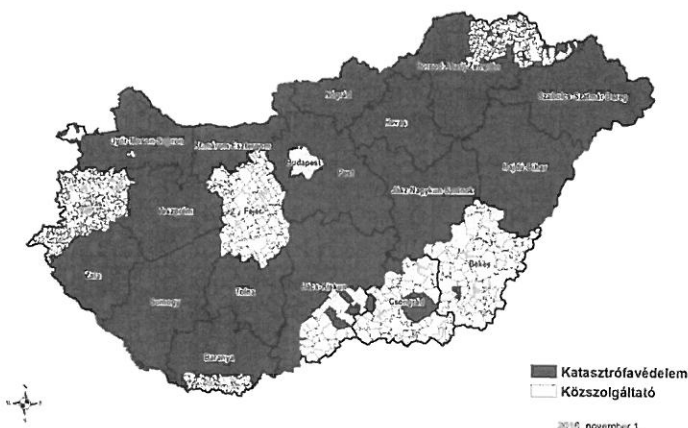 Borsod-Abaúj-Zemplén
Szabolcs-Szatmár-Bereg
Nógrád
Heves
Győr-Moson-Sopron
Komárom-Esztergom
Budapest
Pest
Hajdú-Bihar
Jász-Nagykun-Szolnok
Veszprém
Fejér
Békés
Zala
Bács-Kiskun
Tolna
Csongrád
Somogy
Baranya
Katasztrófavédelem
Közszolgáltató
november 1